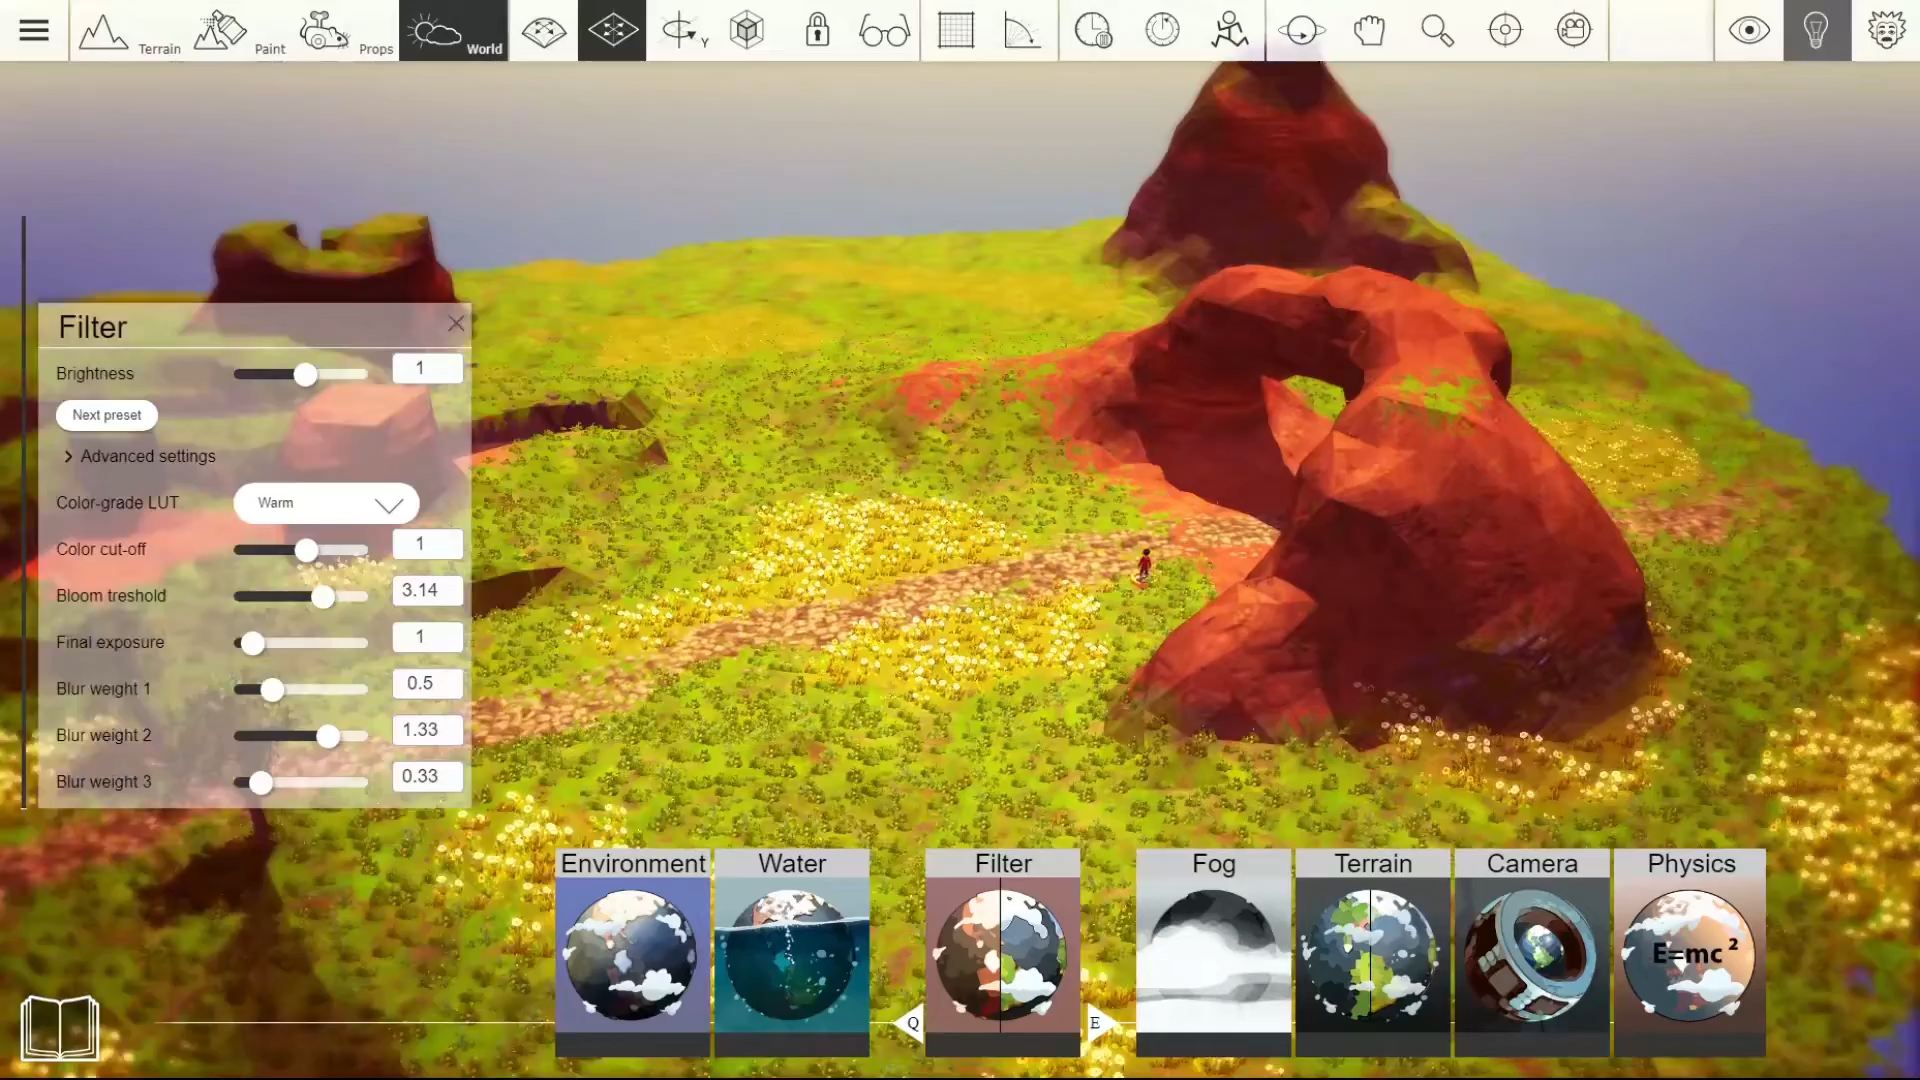 Terrain
Paint
Props
World
Y
Filter
Brightness 1
Next preset
Advanced settings
Color-grade LUT Warm
Color cut-off 1
Bloom treshold 3.14
Final exposure 1
Blur weight 1 0.5
Blur weight 2 1.33
Blur weight 3 0.33
Environment
Water
Filter
Fog
Terrain
Camera
Physics
E=mc²
Q
E